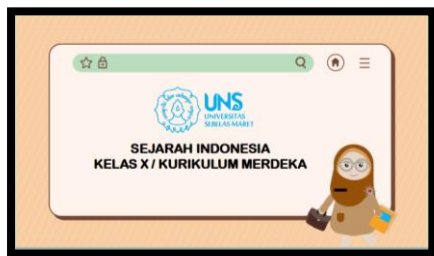 UNS
UNIVERSITAS
SEBELAS MARET
SEJARAH INDONESIA
KELAS X / KURIKULUM MERDEKA